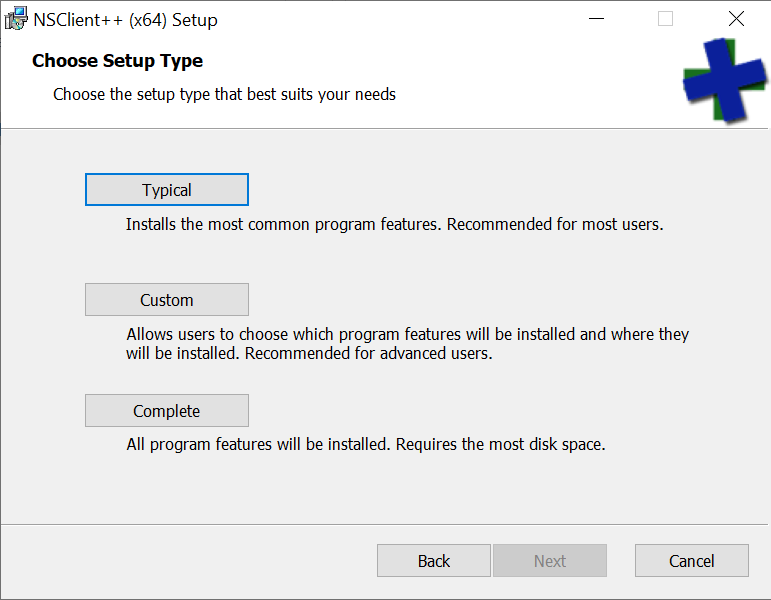 NSClient++ (x64) Setup
Choose Setup Type
Choose the setup type that best suits your needs
Typical
Installs the most common program features. Recommended for most users.
Custom
Allows users to choose which program features will be installed and where they
will be installed. Recommended for advanced users.
Complete
All program features will be installed. Requires the most disk space.
Back
Next
Cancel